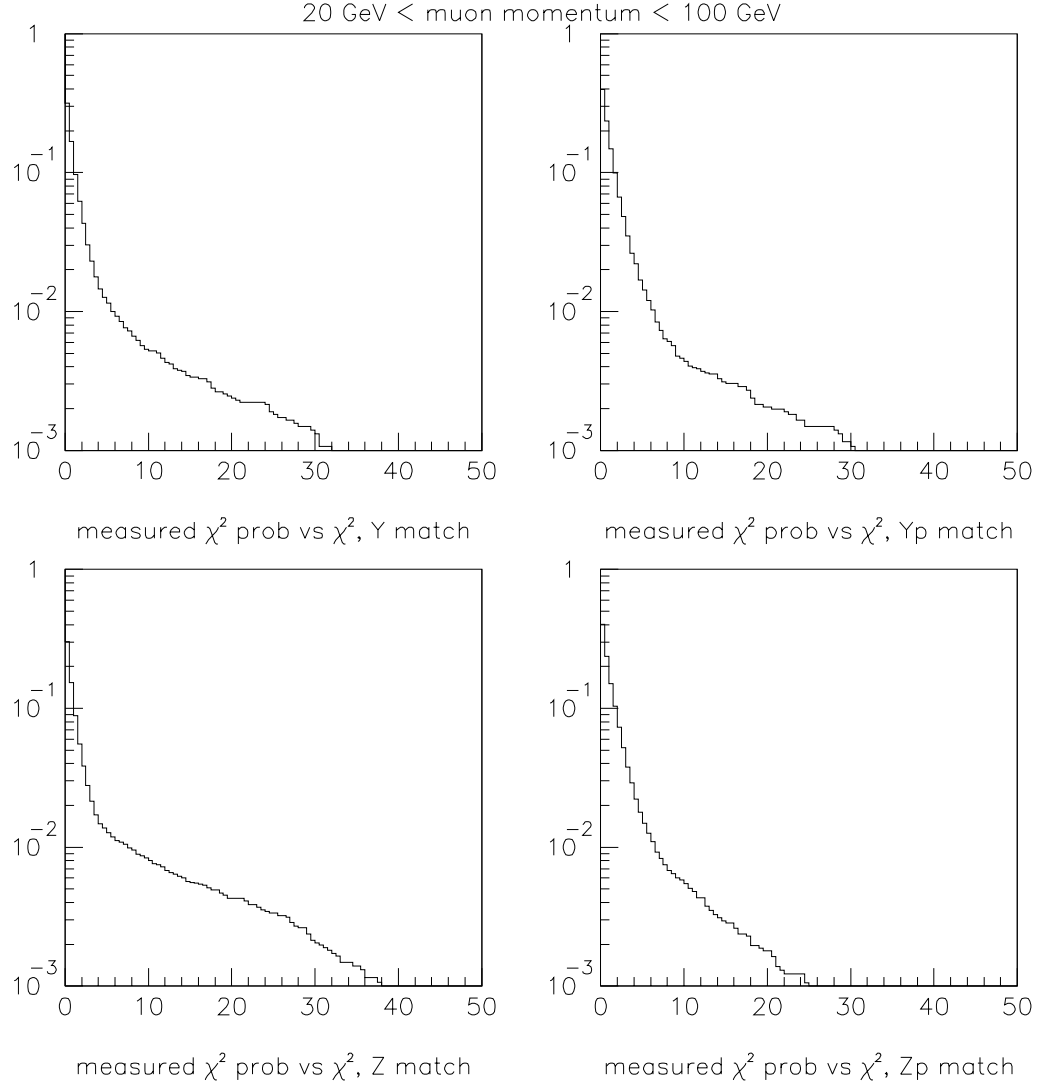 20 GeV < muon momentum < 100 GeV
1
10⁻¹
10⁻²
10⁻³
0 10 20 30 40 50
measured χ² prob vs χ², Y match
1
10⁻¹
10⁻²
10⁻³
0 10 20 30 40 50
measured χ² prob vs χ², Yp match
1
10⁻¹
10⁻²
10⁻³
0 10 20 30 40 50
measured χ² prob vs χ², Z match
1
10⁻¹
10⁻²
10⁻³
0 10 20 30 40 50
measured χ² prob vs χ², Zp match